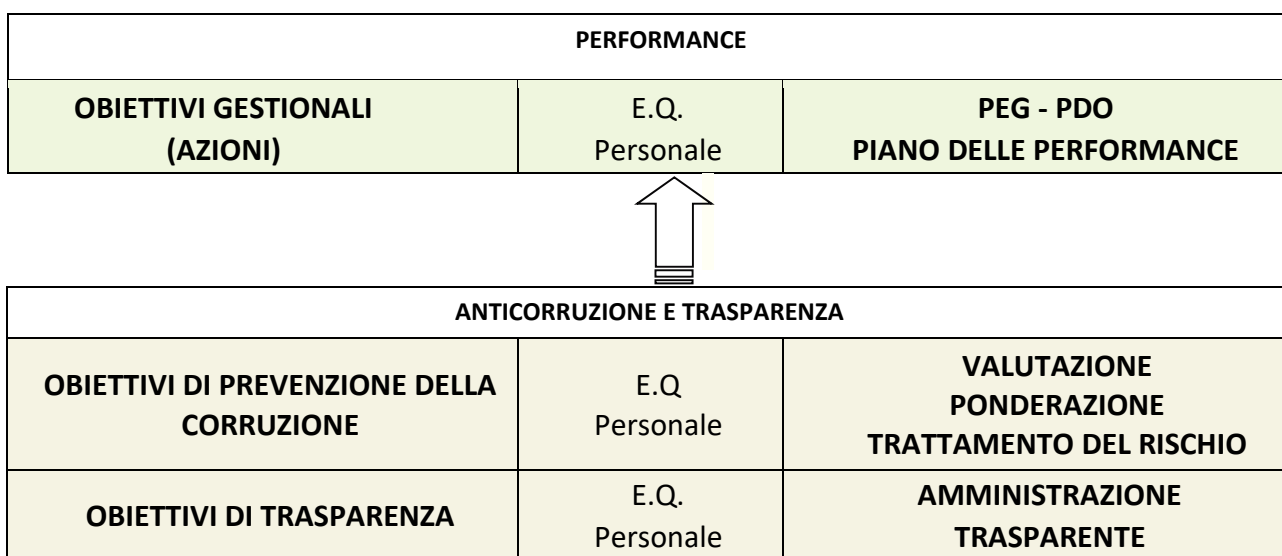 PERFORMANCE
OBIETTIVI GESTIONALI
(AZIONI)
E.Q.
Personale
PEG - PDO
PIANO DELLE PERFORMANCE
ANTICORRUZIONE E TRASPARENZA
OBIETTIVI DI PREVENZIONE DELLA
CORRUZIONE
E.Q
Personale
VALUTAZIONE
PONDERAZIONE
TRATTAMENTO DEL RISCHIO
OBIETTIVI DI TRASPARENZA
E.Q.
Personale
AMMINISTRAZIONE
TRASPARENTE